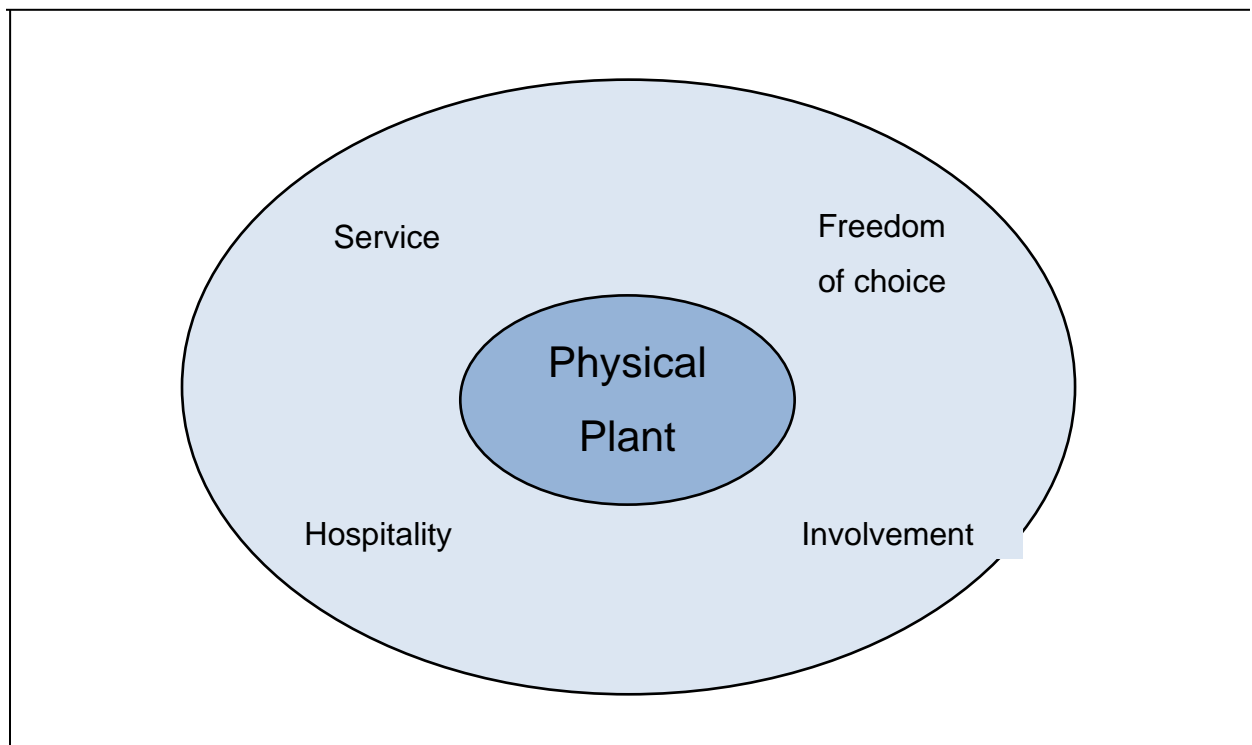 Service
Freedom
of choice
Physical
Plant
Hospitality
Involvement